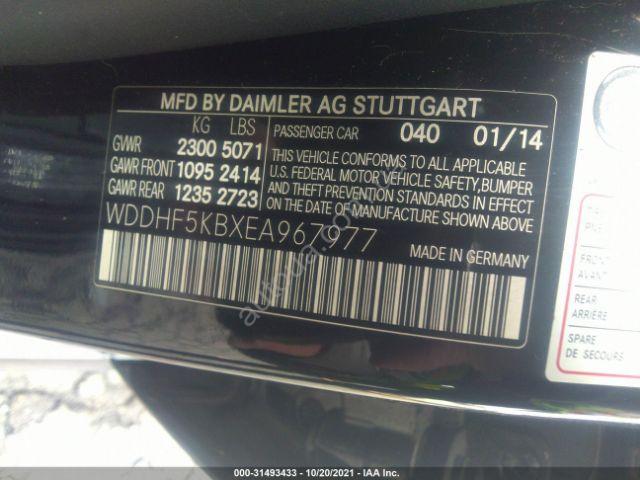 MFD BY DAIMLER AG STUTTGART
KG LBS
GVWR 2300 5071
GAWR FRONT 1095 2414
GAWR REAR 1235 2723
PASSENGER CAR 040 01/14
THIS VEHICLE CONFORMS TO ALL APPLICABLE
U.S. FEDERAL MOTOR VEHICLE SAFETY, BUMPER
AND THEFT PREVENTION STANDARDS IN EFFECT
ON THE DATE OF MANUFACTURE SHOWN ABOVE
WDDHF5KBXEA967977
MADE IN GERMANY
FRONT
AVANT
REAR
ARRIERE
SPARE
DE SECOURS
000-31493433 - 10/20/2021 - IAA Inc.